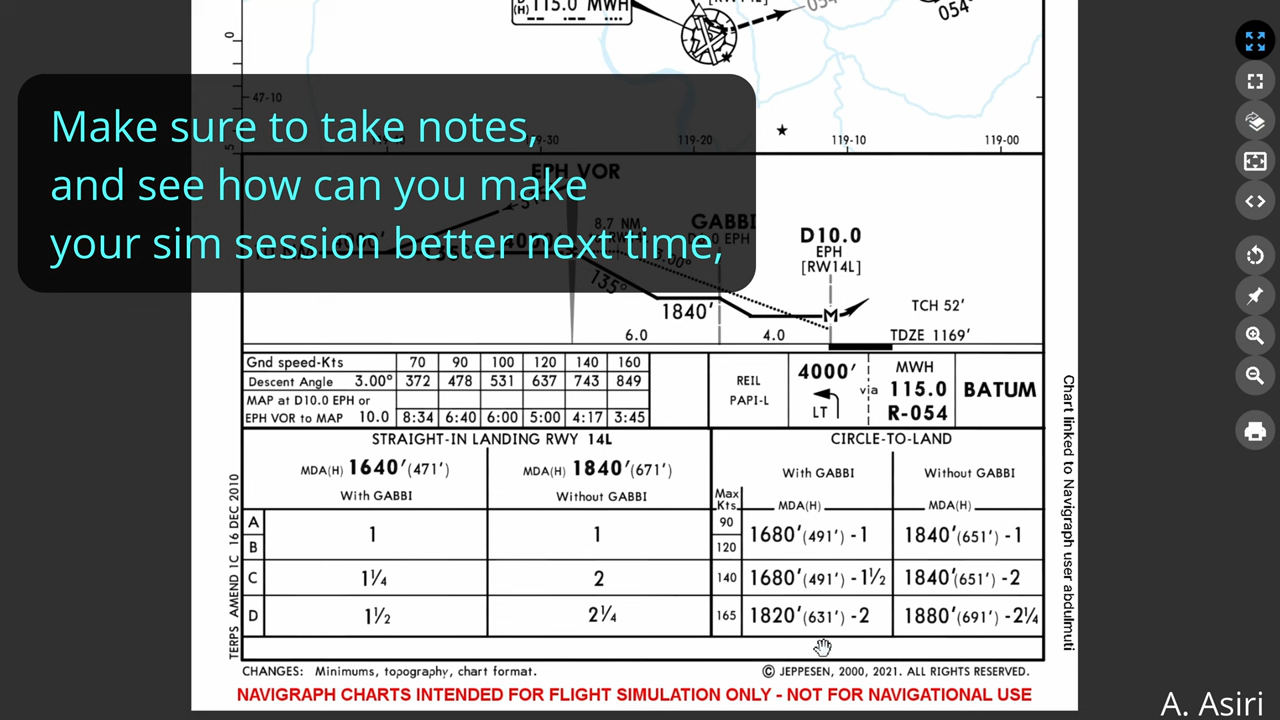 (H) 115.0 MWH
054°
47-10
119-30
119-20
119-10
119-00
Make sure to take notes,
and see how can you make
your sim session better next time,
EPH VOR
8.7 NM
GABBI
3.00°
135°
1840'
D10.0
EPH
[RW14L]
M
TCH 52'
6.0
4.0
TDZE 1169'
Gnd speed-Kts 70 90 100 120 140 160
Descent Angle 3.00° 372 478 531 637 743 849
MAP at D10.0 EPH or
EPH VOR to MAP 10.0 8:34 6:40 6:00 5:00 4:17 3:45
REIL
PAPI-L
4000'
LT
via
MWH
115.0
R-054
BATUM
STRAIGHT-IN LANDING RWY 14L
CIRCLE-TO-LAND
MDA(H) 1640'(471')
With GABBI
MDA(H) 1840'(671')
Without GABBI
Max
Kts
With GABBI
MDA(H)
Without GABBI
MDA(H)
A
B
1
1
90
120
1680'(491') -1
1840'(651') -1
C 1¼ 2 140 1680'(491') -1½ 1840'(651') -2
D 1½ 2¼ 165 1820'(631') -2 1880'(691') -2¼
TERPS AMEND 1C 16 DEC 2010
CHANGES: Minimums, topography, chart format.
© JEPPESEN, 2000, 2021. ALL RIGHTS RESERVED.
NAVIGRAPH CHARTS INTENDED FOR FLIGHT SIMULATION ONLY - NOT FOR NAVIGATIONAL USE
Chart linked to Navigraph user abdulmuti
A. Asiri